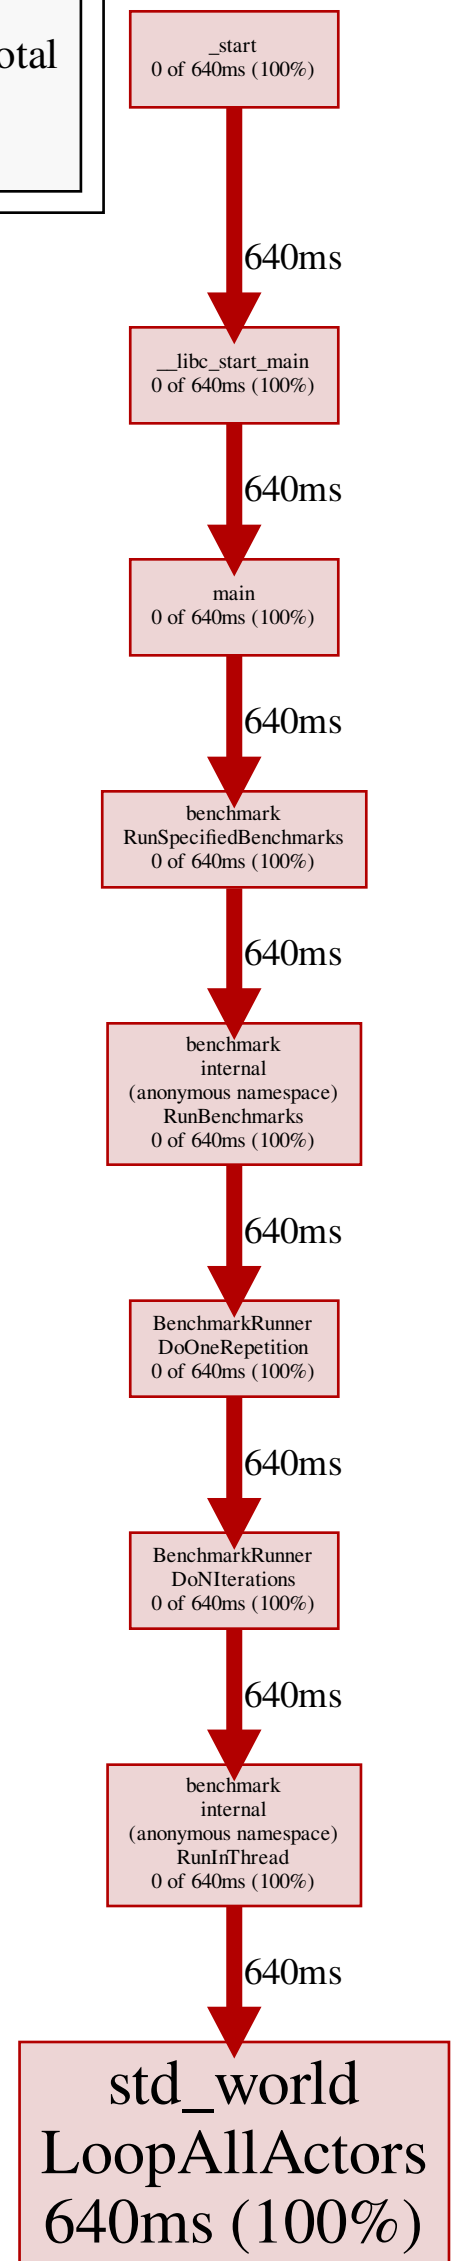 otal
_start
0 of 640ms (100%)
640ms
__libc_start_main
0 of 640ms (100%)
640ms
main
0 of 640ms (100%)
640ms
benchmark
RunSpecifiedBenchmarks
0 of 640ms (100%)
640ms
benchmark
internal
(anonymous namespace)
RunBenchmarks
0 of 640ms (100%)
640ms
BenchmarkRunner
DoOneRepetition
0 of 640ms (100%)
640ms
BenchmarkRunner
DoNIterations
0 of 640ms (100%)
640ms
benchmark
internal
(anonymous namespace)
RunInThread
0 of 640ms (100%)
640ms
std_world
LoopAllActors
640ms (100%)